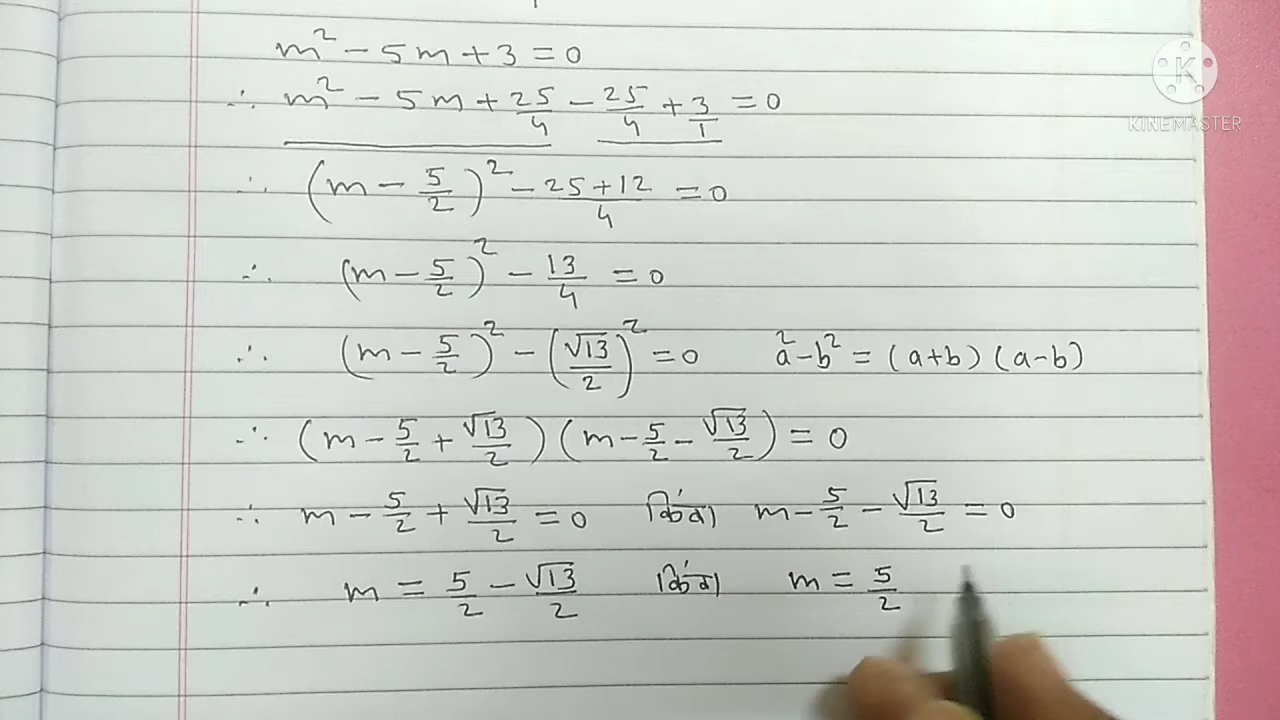 m² - 5m + 3 = 0
∴ m² - 5m + 25/4 - 25/4 + 3/1 = 0
∴ (m - 5/2)² - 25+12/4 = 0
∴ (m - 5/2)² - 13/4 = 0
∴ (m - 5/2)² - (√13/2)² = 0 a² - b² = (a+b) (a-b)
∴ (m - 5/2 + √13/2) (m - 5/2 - √13/2) = 0
∴ m - 5/2 + √13/2 = 0 किंवा m - 5/2 - √13/2 = 0
∴ m = 5/2 - √13/2 किंवा m = 5/2
K
KINEMASTER